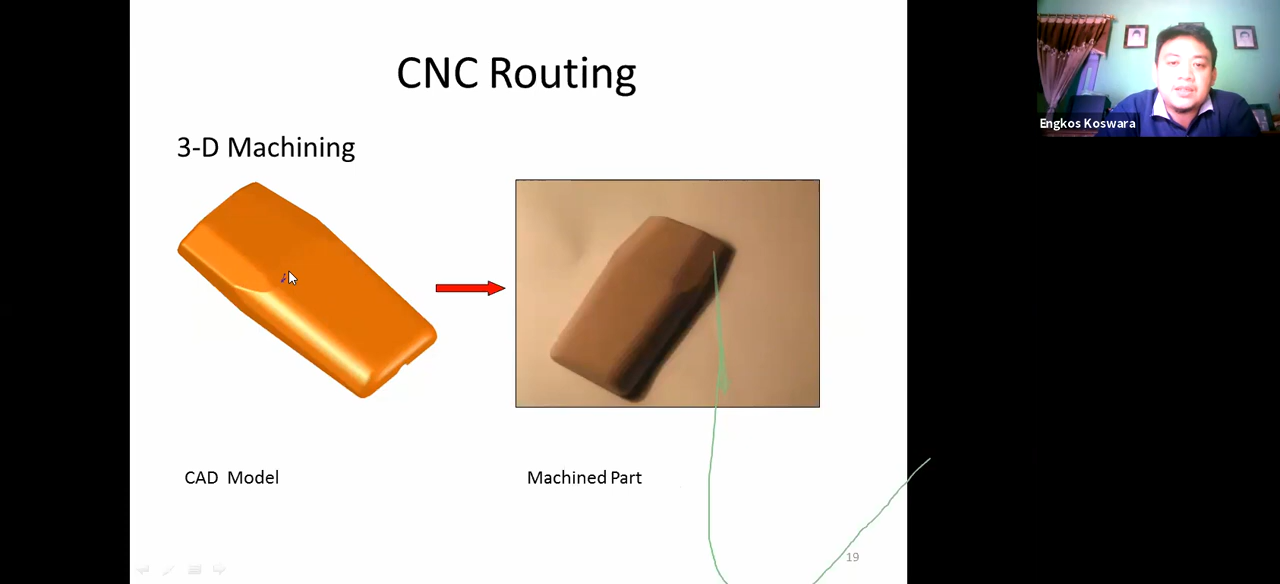 CNC Routing
Engkos Koswara
3-D Machining
CAD Model
Machined Part
19